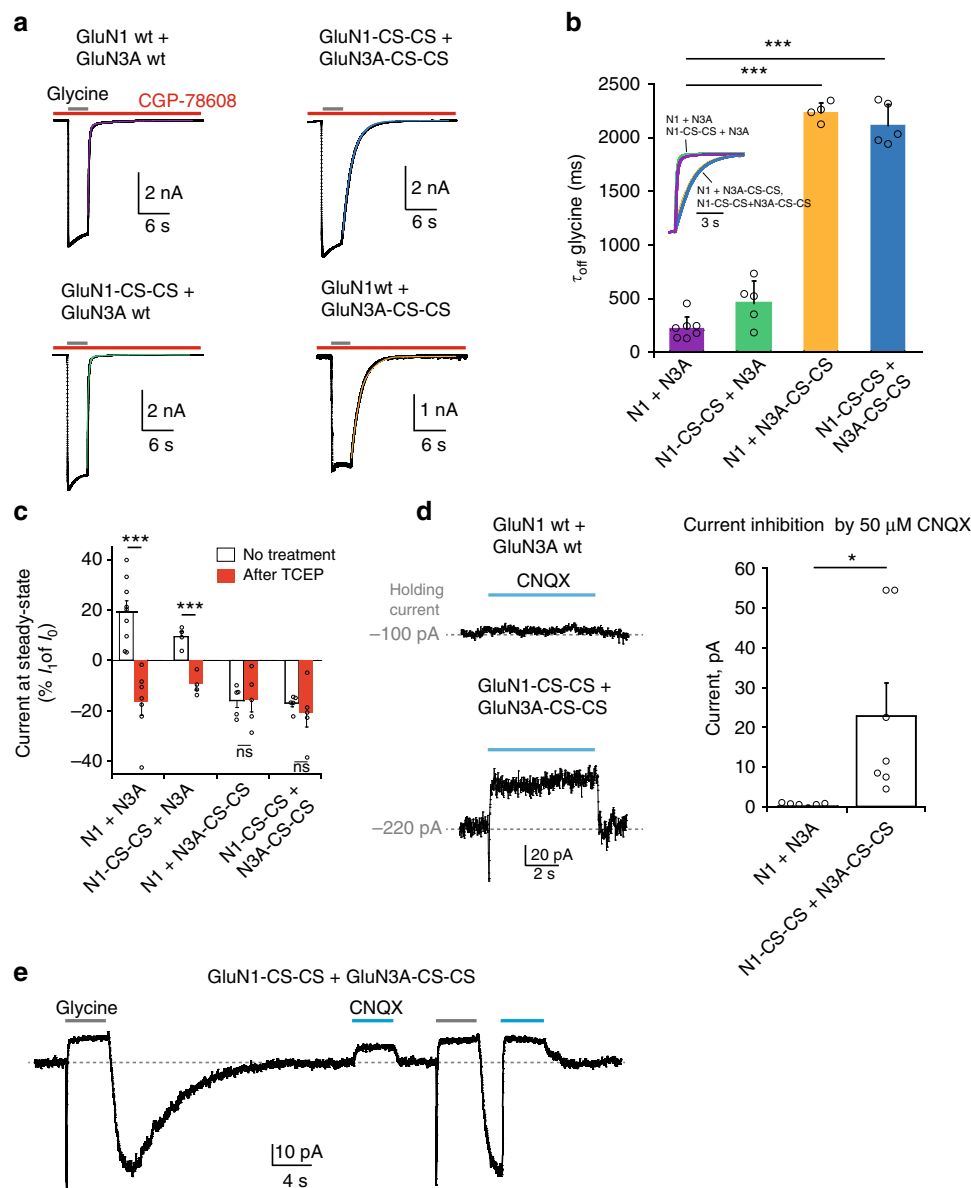 a
GluN1 wt +
GluN3A wt
GluN1-CS-CS +
GluN3A-CS-CS
Glycine
CGP-78608
2 nA
6 s
2 nA
6 s
GluN1-CS-CS +
GluN3A wt
GluN1wt +
GluN3A-CS-CS
2 nA
6 s
1 nA
6 s
b
***
***
τoff glycine (ms)
2500
2000
1500
1000
500
0
N1 + N3A
N1-CS-CS + N3A
N1 + N3A-CS-CS,
N1-CS-CS+N3A-CS-CS
3 s
N1 + N3A
N1-CS-CS + N3A
N1 + N3A-CS-CS
N1-CS-CS +
N3A-CS-CS
c
Current at steady-state
(% I1 of I0)
40
20
0
−20
−40
***
***
ns
ns
No treatment
After TCEP
N1 + N3A
N1-CS-CS + N3A
N1 + N3A-CS-CS
N1-CS-CS +
N3A-CS-CS
d
GluN1 wt +
GluN3A wt
CNQX
Holding
current
−100 pA
GluN1-CS-CS +
GluN3A-CS-CS
−220 pA
20 pA
2 s
Current inhibition by 50 μM CNQX
*
Current, pA
60
50
40
30
20
10
0
N1 + N3A
N1-CS-CS + N3A-CS-CS
e
GluN1-CS-CS + GluN3A-CS-CS
Glycine
CNQX
10 pA
4 s